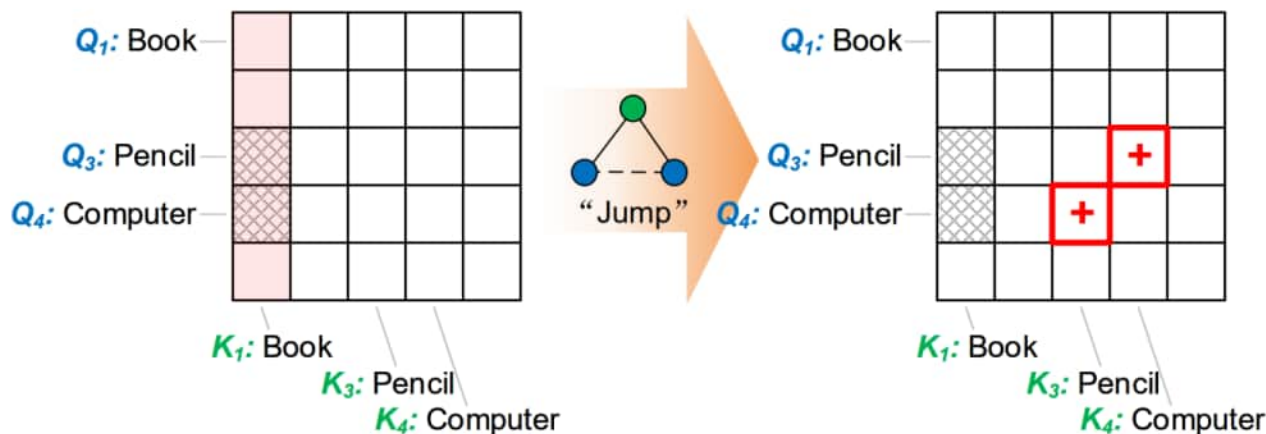 Q1: Book
Q3: Pencil
Q4: Computer
K1: Book
K3: Pencil
K4: Computer
“Jump”
Q1: Book
Q3: Pencil
Q4: Computer
+
+
K1: Book
K3: Pencil
K4: Computer